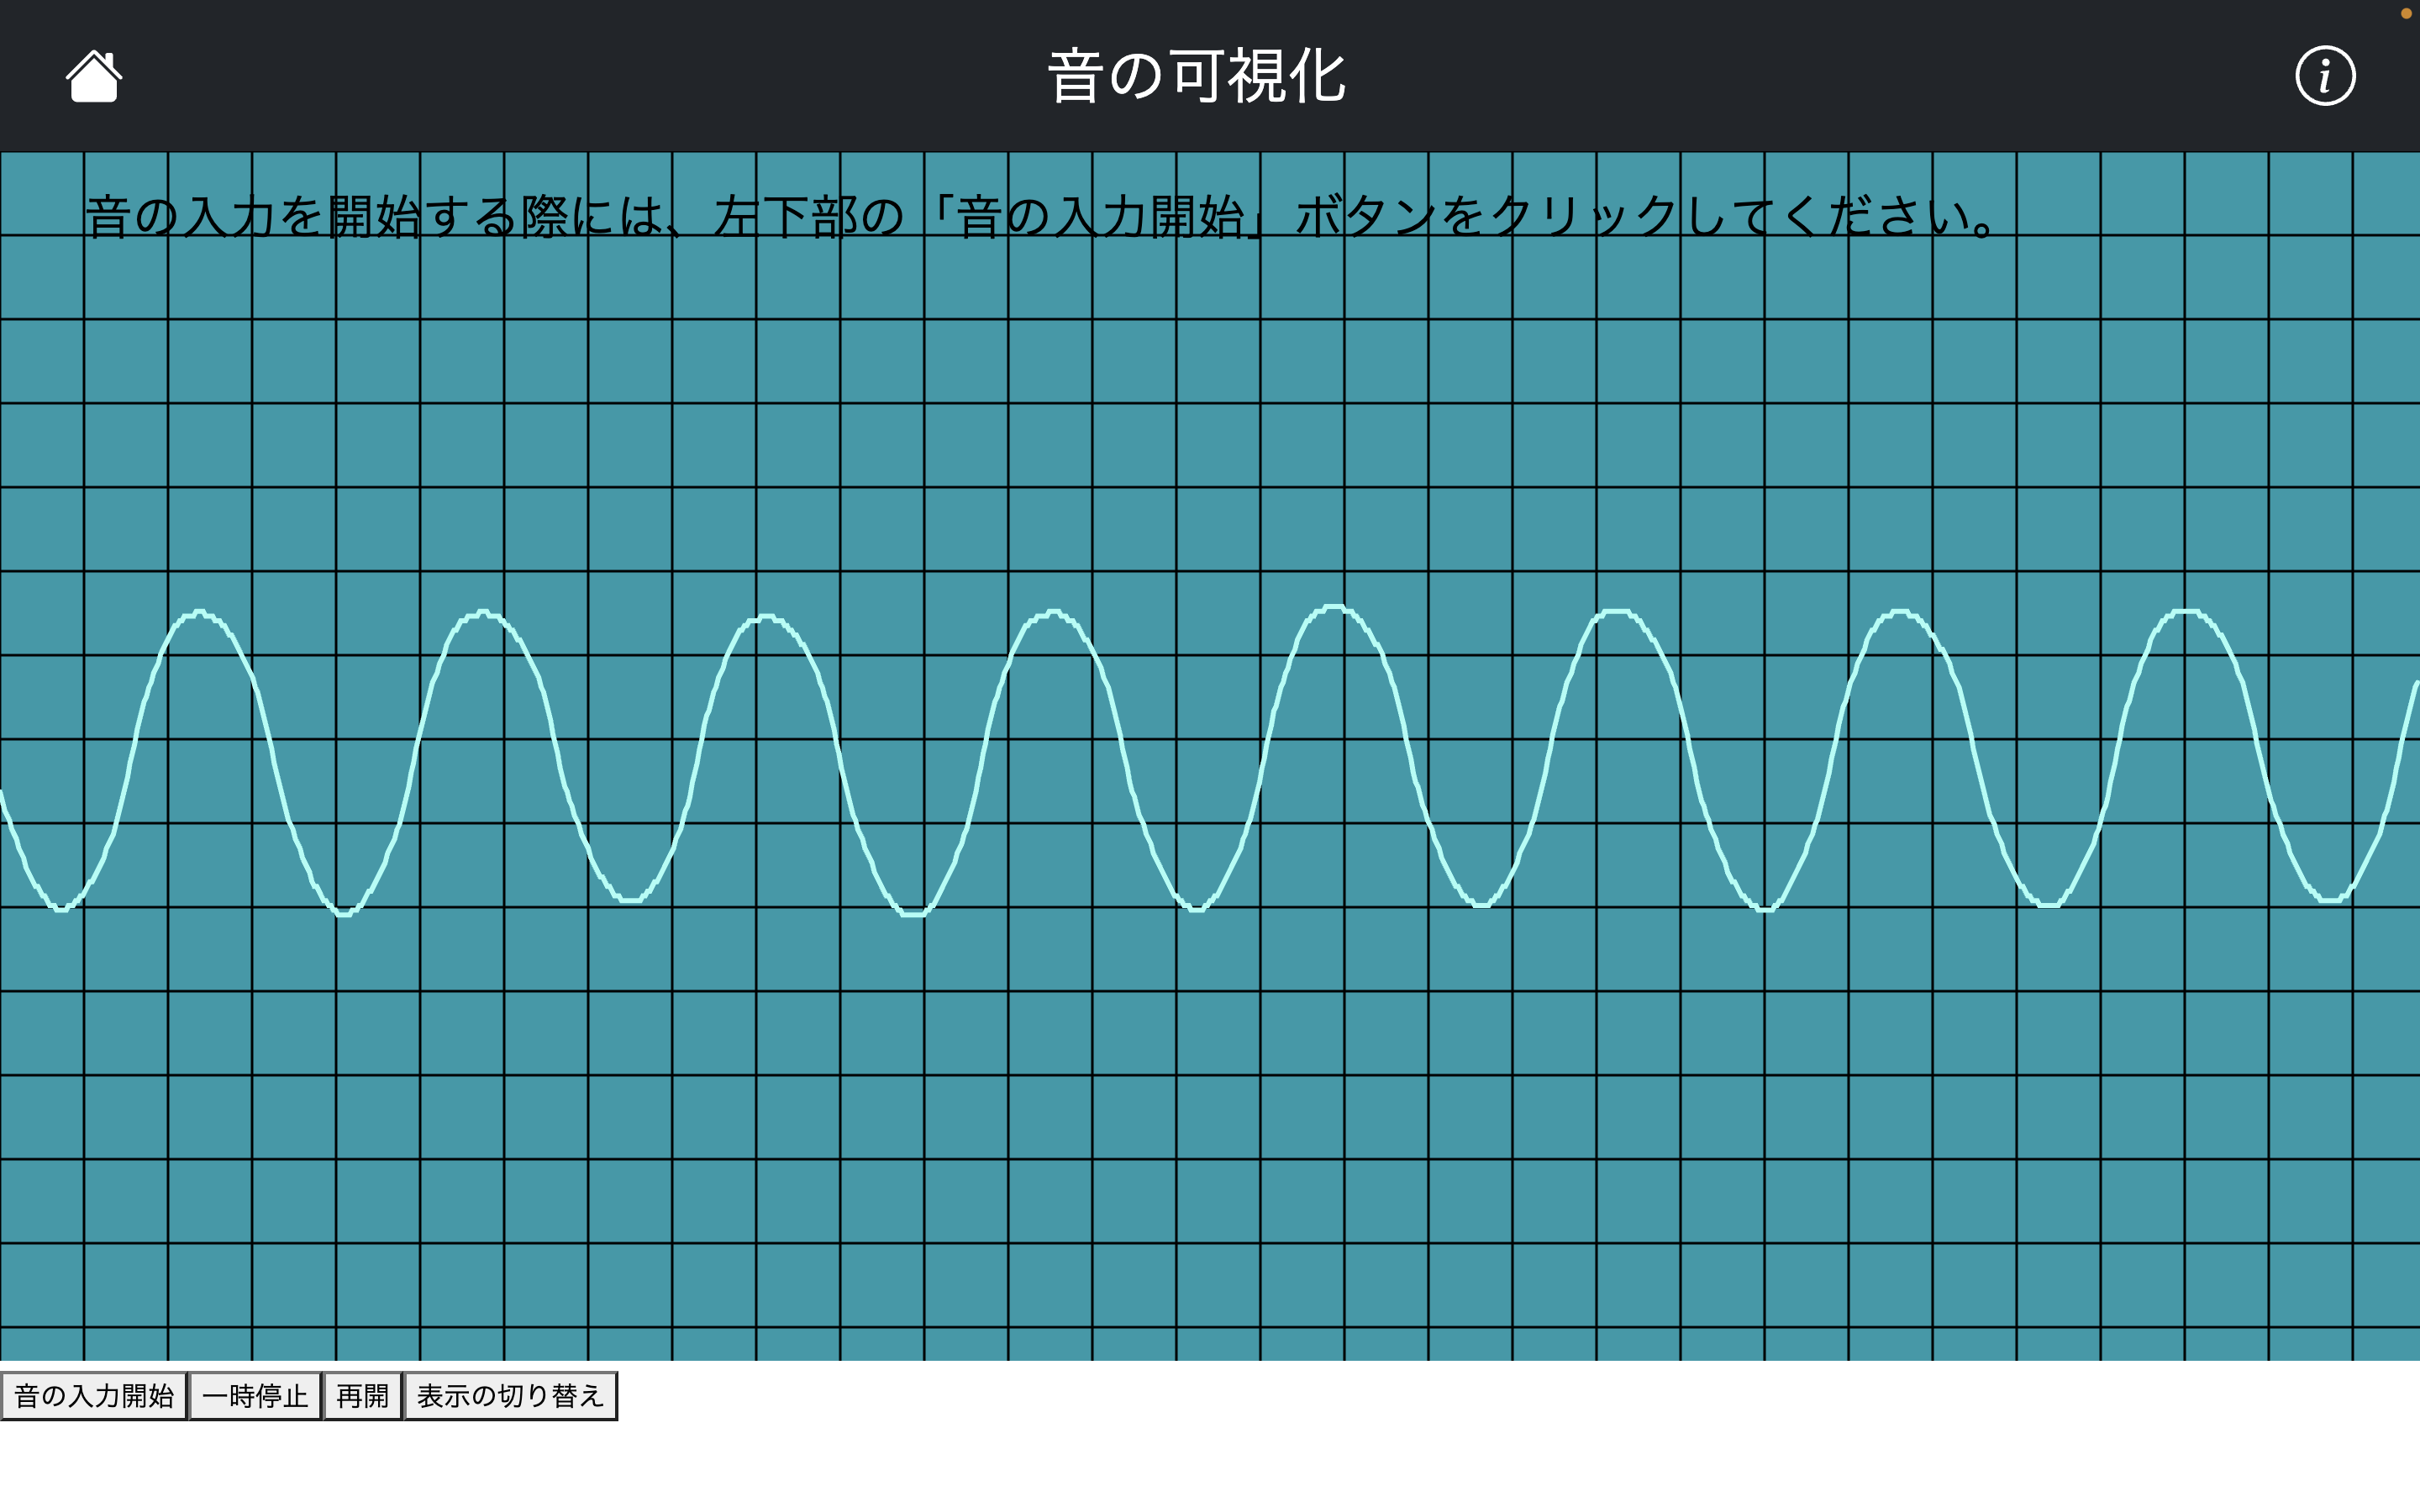 音の可視化
音の入力を開始する際には、左下部の「音の入力開始」ボタンをクリックしてください。
音の入力開始 一時停止 再開 表示の切り替え